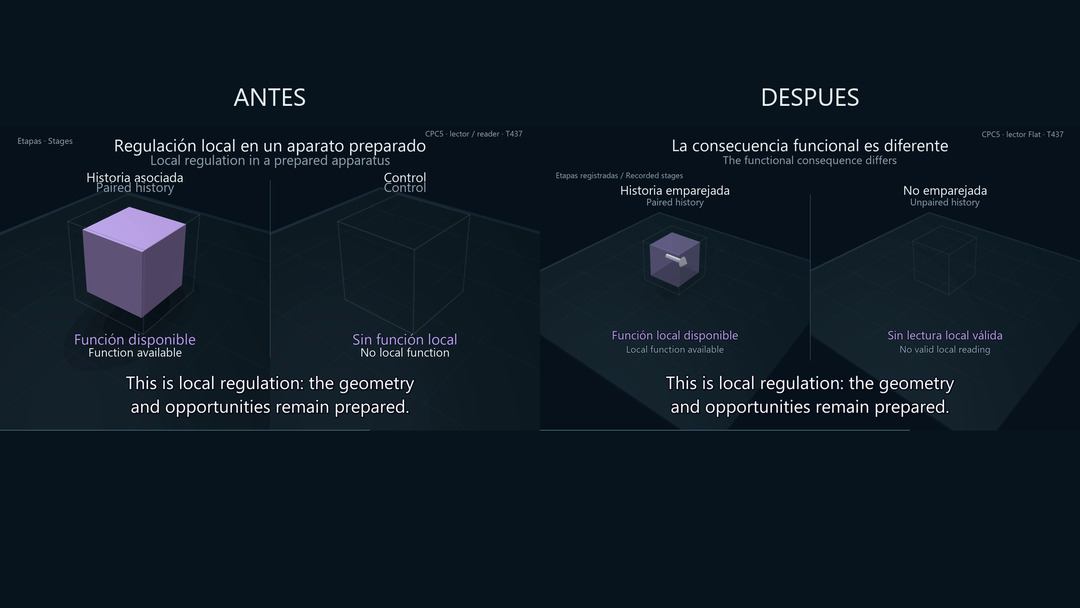 ANTES
Etapas · Stages
CPC5 · lector / reader · T437
Regulación local en un aparato preparado
Local regulation in a prepared apparatus
Historia asociada
Paired history
Control
Control
Función disponible
Function available
Sin función local
No local function
This is local regulation: the geometry
and opportunities remain prepared.
DESPUES
CPC5 · lector Flat · T437
La consecuencia funcional es diferente
The functional consequence differs
Etapas registradas / Recorded stages
Historia emparejada
Paired history
No emparejada
Unpaired history
Función local disponible
Local function available
Sin lectura local válida
No valid local reading
This is local regulation: the geometry
and opportunities remain prepared.